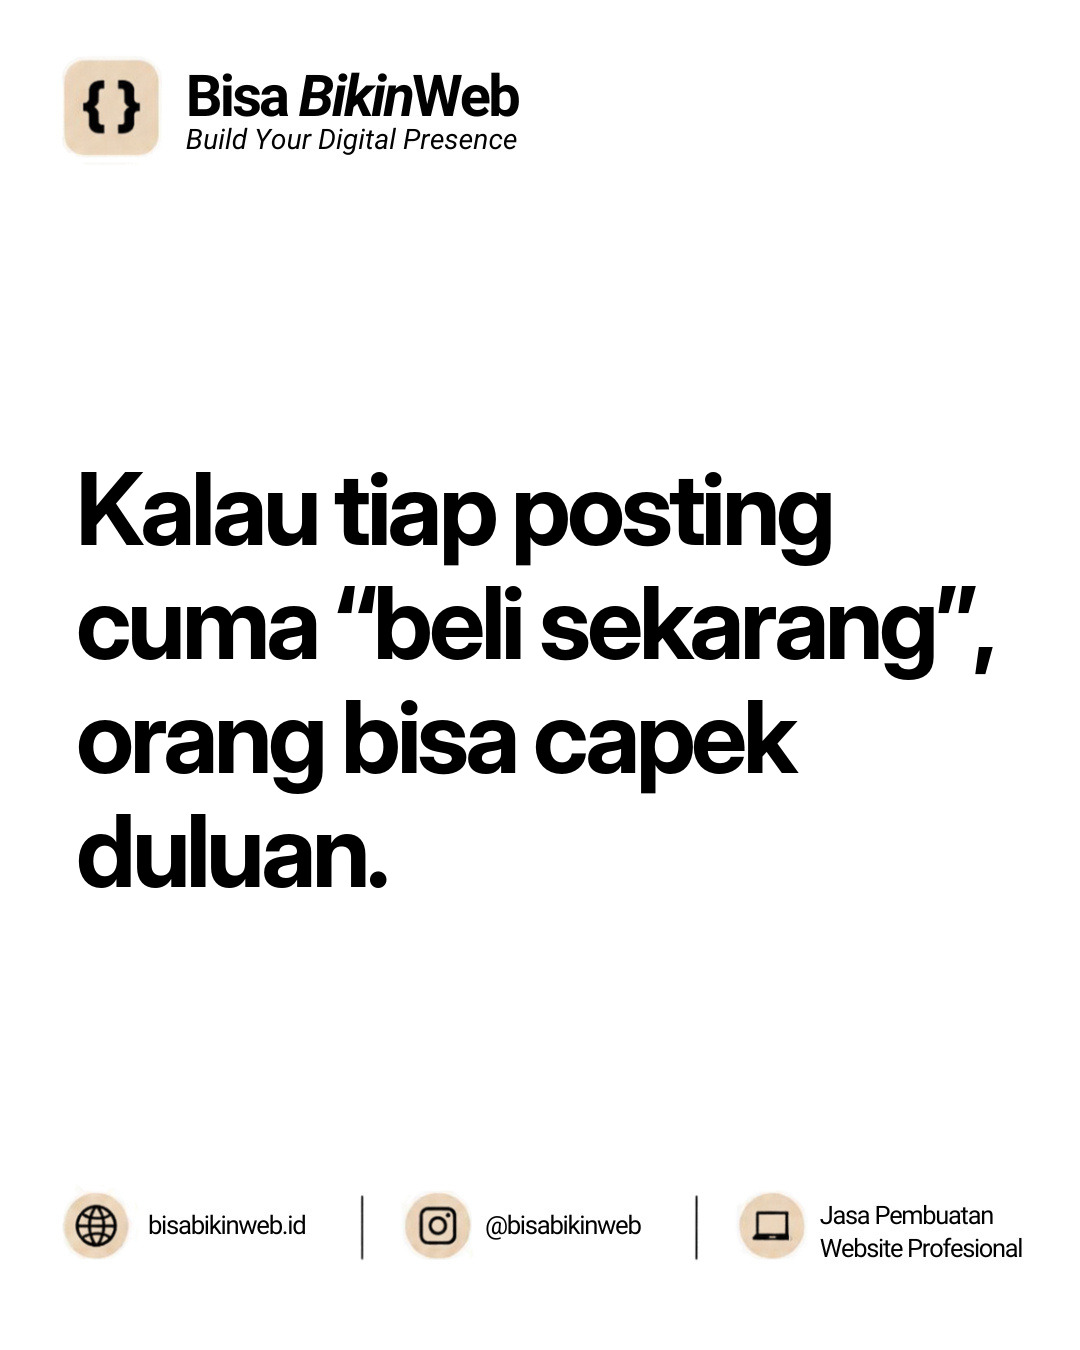 { }
Bisa BikinWeb
Build Your Digital Presence
Kalau tiap posting
cuma “beli sekarang”,
orang bisa capek
duluan.
bisabikinweb.id
@bisabikinweb
Jasa Pembuatan
Website Profesional